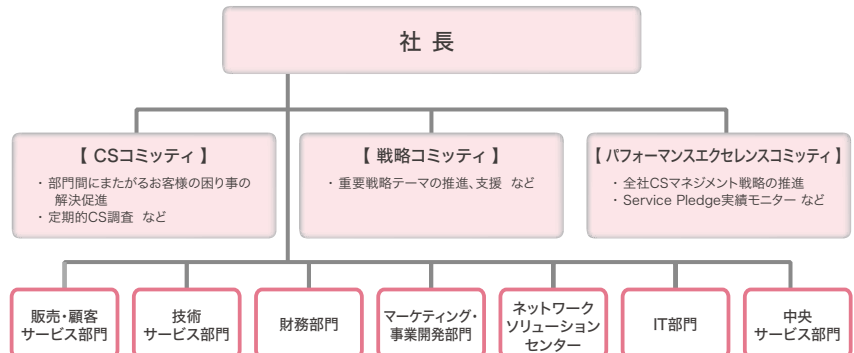 社 長
【 CSコミッティ 】
・ 部門間にまたがるお客様の困り事の
解決促進
・ 定期的CS調査 など
【 戦略コミッティ 】
・ 重要戦略テーマの推進、支援 など
【 パフォーマンスエクセレンスコミッティ 】
・ 全社CSマネジメント戦略の推進
・ Service Pledge実績モニター など
販売・顧客
サービス部門
技術
サービス部門
財務部門
マーケティング・
事業開発部門
ネットワーク
ソリューション
センター
IT部門
中央
サービス部門